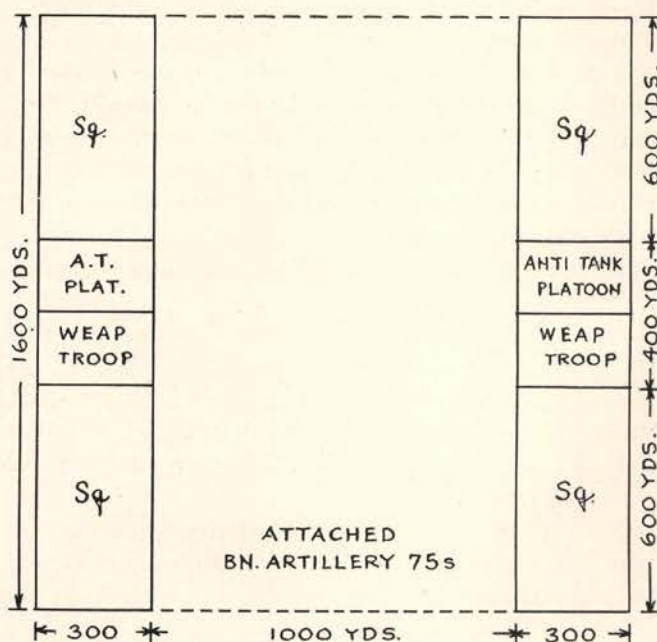 Sq.
Sq
600 YDS.
1600 YDS.
A.T.
PLAT.
ANTI TANK
PLATOON
400 YDS.
WEAP
TROOP
WEAP
TROOP
Sq
Sq.
600 YDS.
ATTACHED
BN. ARTILLERY 75s
300
1000 YDS.
300